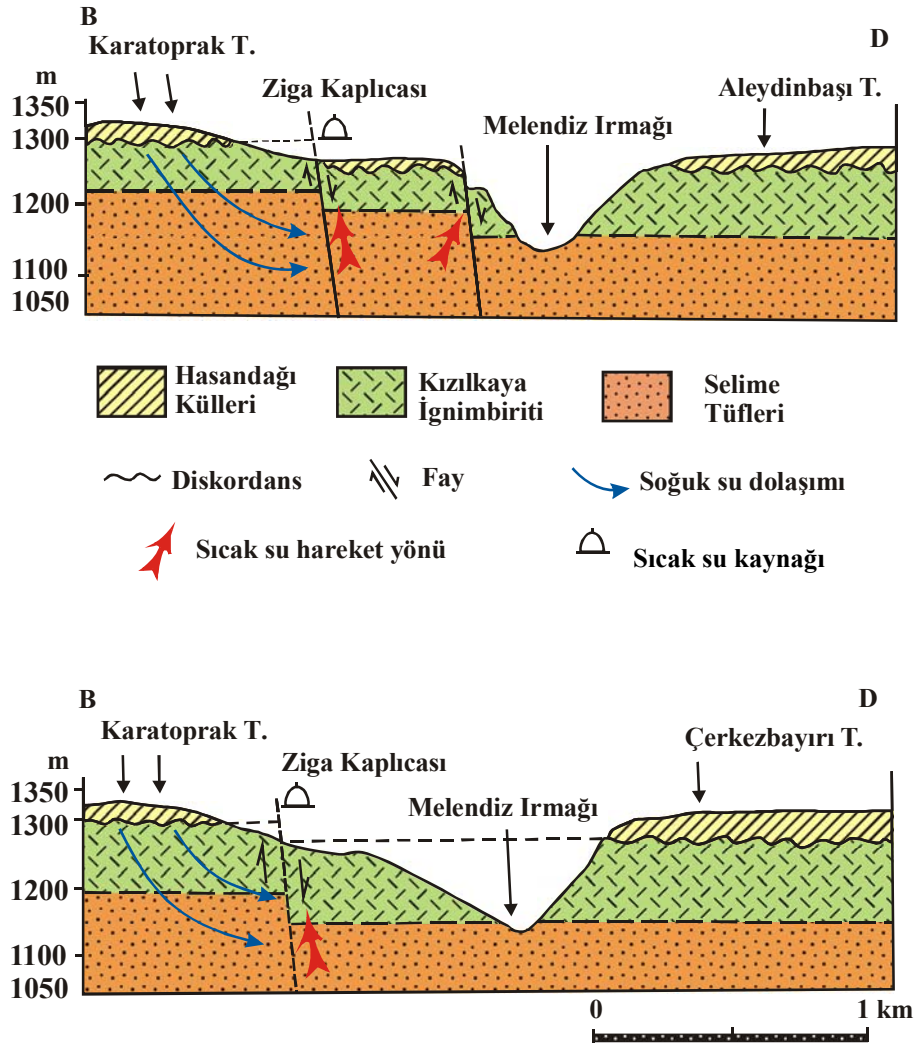 B
D
Karatoprak T.
m
Ziga Kaplıcası
Aleydinbaşı T.
Melendiz Irmağı
1350
1300
1200
1100
1050
Hasandağı
Külleri
Kızılkaya
İgnimbiriti
Selime
Tüfleri
Diskordans
Fay
Soğuk su dolaşımı
Sıcak su hareket yönü
Sıcak su kaynağı
B
D
Karatoprak T.
Çerkezbayırı T.
m
Ziga Kaplıcası
Melendiz Irmağı
1350
1300
1200
1100
1050
0
1 km